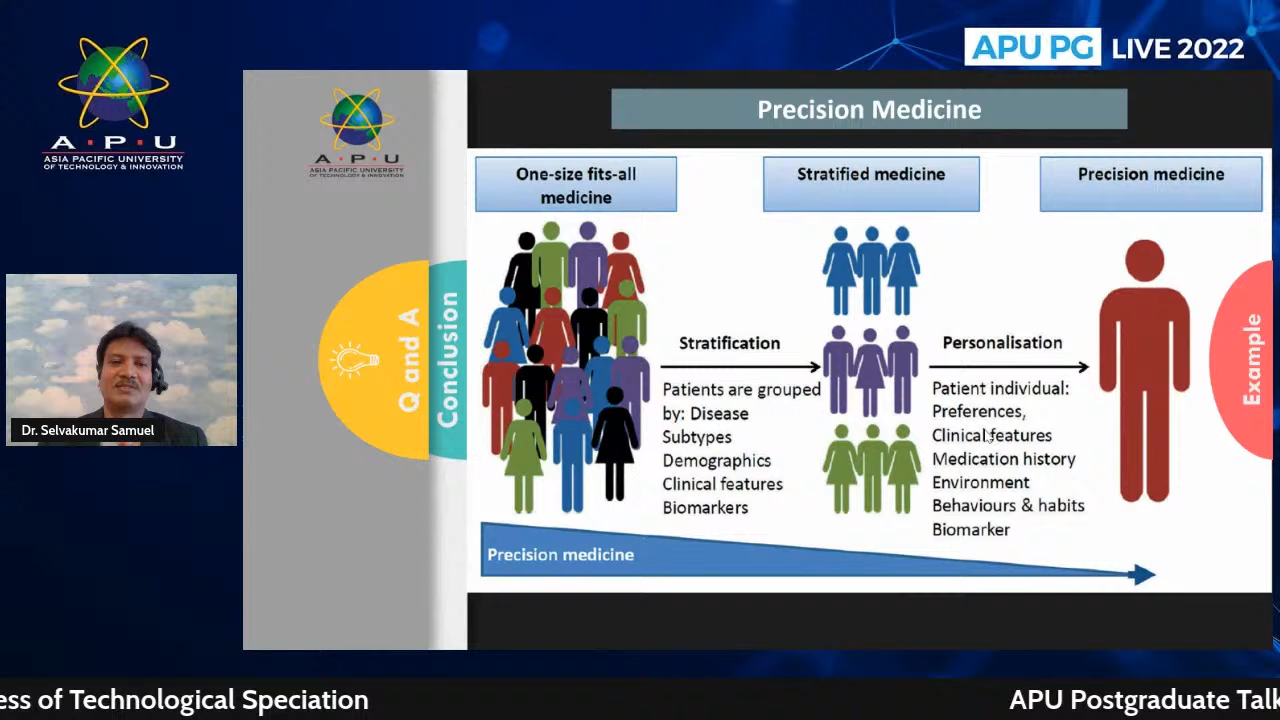 APU PG LIVE 2022
A·P·U
ASIA PACIFIC UNIVERSITY
OF TECHNOLOGY & INNOVATION
A·P·U
ASIA PACIFIC UNIVERSITY
OF TECHNOLOGY & INNOVATION
Precision Medicine
One-size fits-all
medicine
Stratified medicine
Precision medicine
Q and A
Conclusion
Example
Stratification
Patients are grouped
by: Disease
Subtypes
Demographics
Clinical features
Biomarkers
Personalisation
Patient individual:
Preferences,
Clinical features
Medication history
Environment
Behaviours & habits
Biomarker
Precision medicine
Dr. Selvakumar Samuel
ess of Technological Speciation
APU Postgraduate Talk